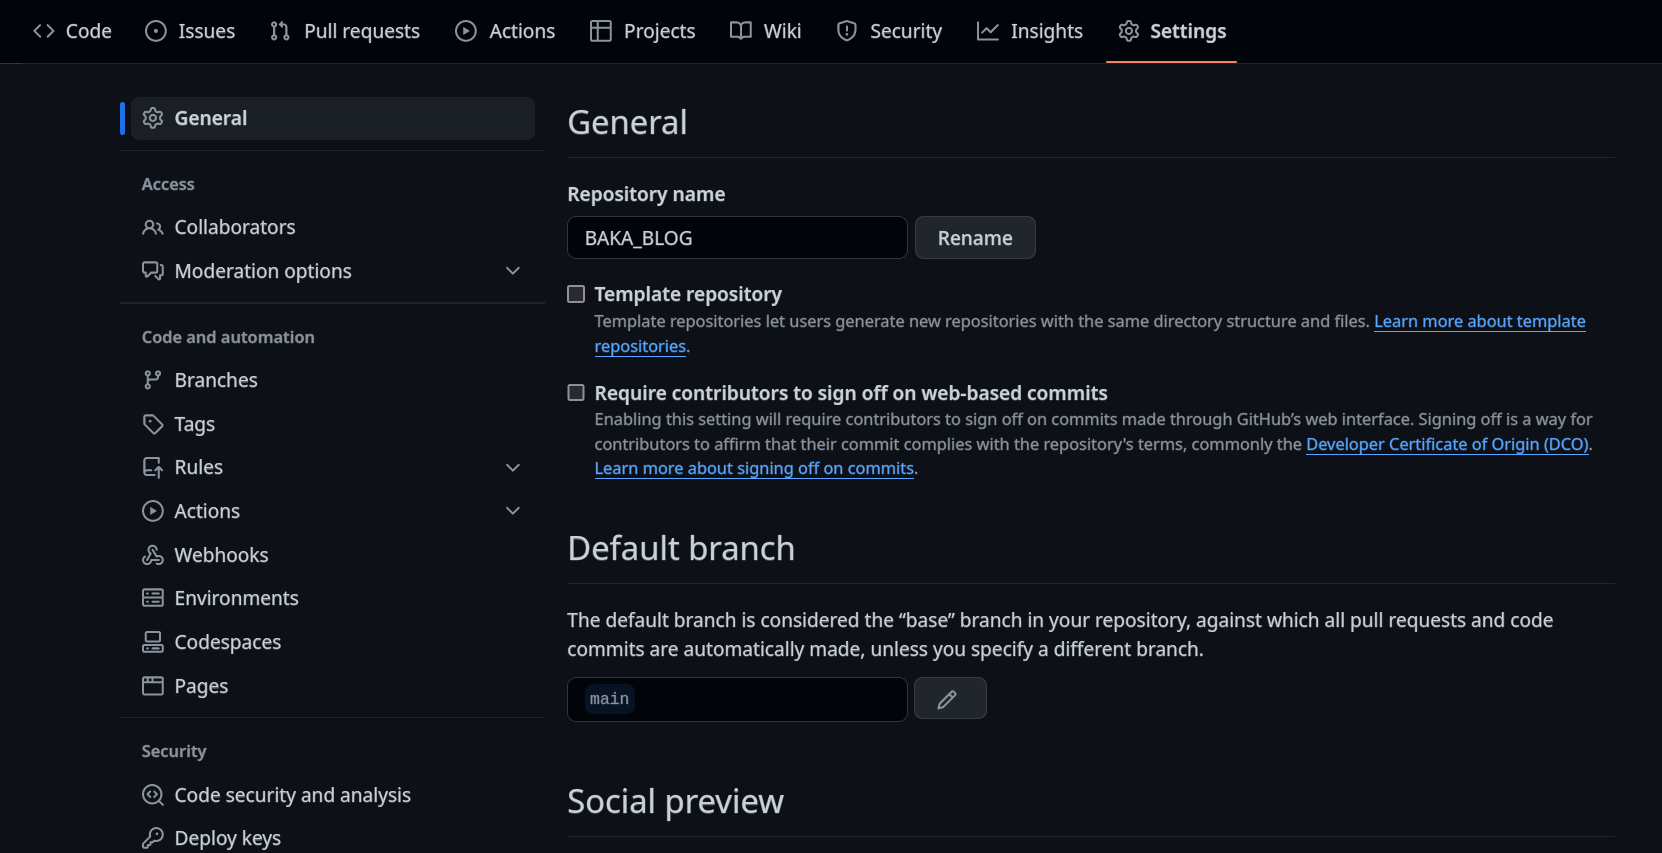 Code Issues Pull requests Actions Projects Wiki Security Insights Settings
General
Access
Collaborators
Moderation options
Code and automation
Branches
Tags
Rules
Actions
Webhooks
Environments
Codespaces
Pages
Security
Code security and analysis
Deploy keys
General
Repository name
BAKA_BLOG Rename
Template repository
Template repositories let users generate new repositories with the same directory structure and files. Learn more about template
repositories.
Require contributors to sign off on web-based commits
Enabling this setting will require contributors to sign off on commits made through GitHub’s web interface. Signing off is a way for
contributors to affirm that their commit complies with the repository's terms, commonly the Developer Certificate of Origin (DCO).
Learn more about signing off on commits.
Default branch
The default branch is considered the “base” branch in your repository, against which all pull requests and code
commits are automatically made, unless you specify a different branch.
main
Social preview